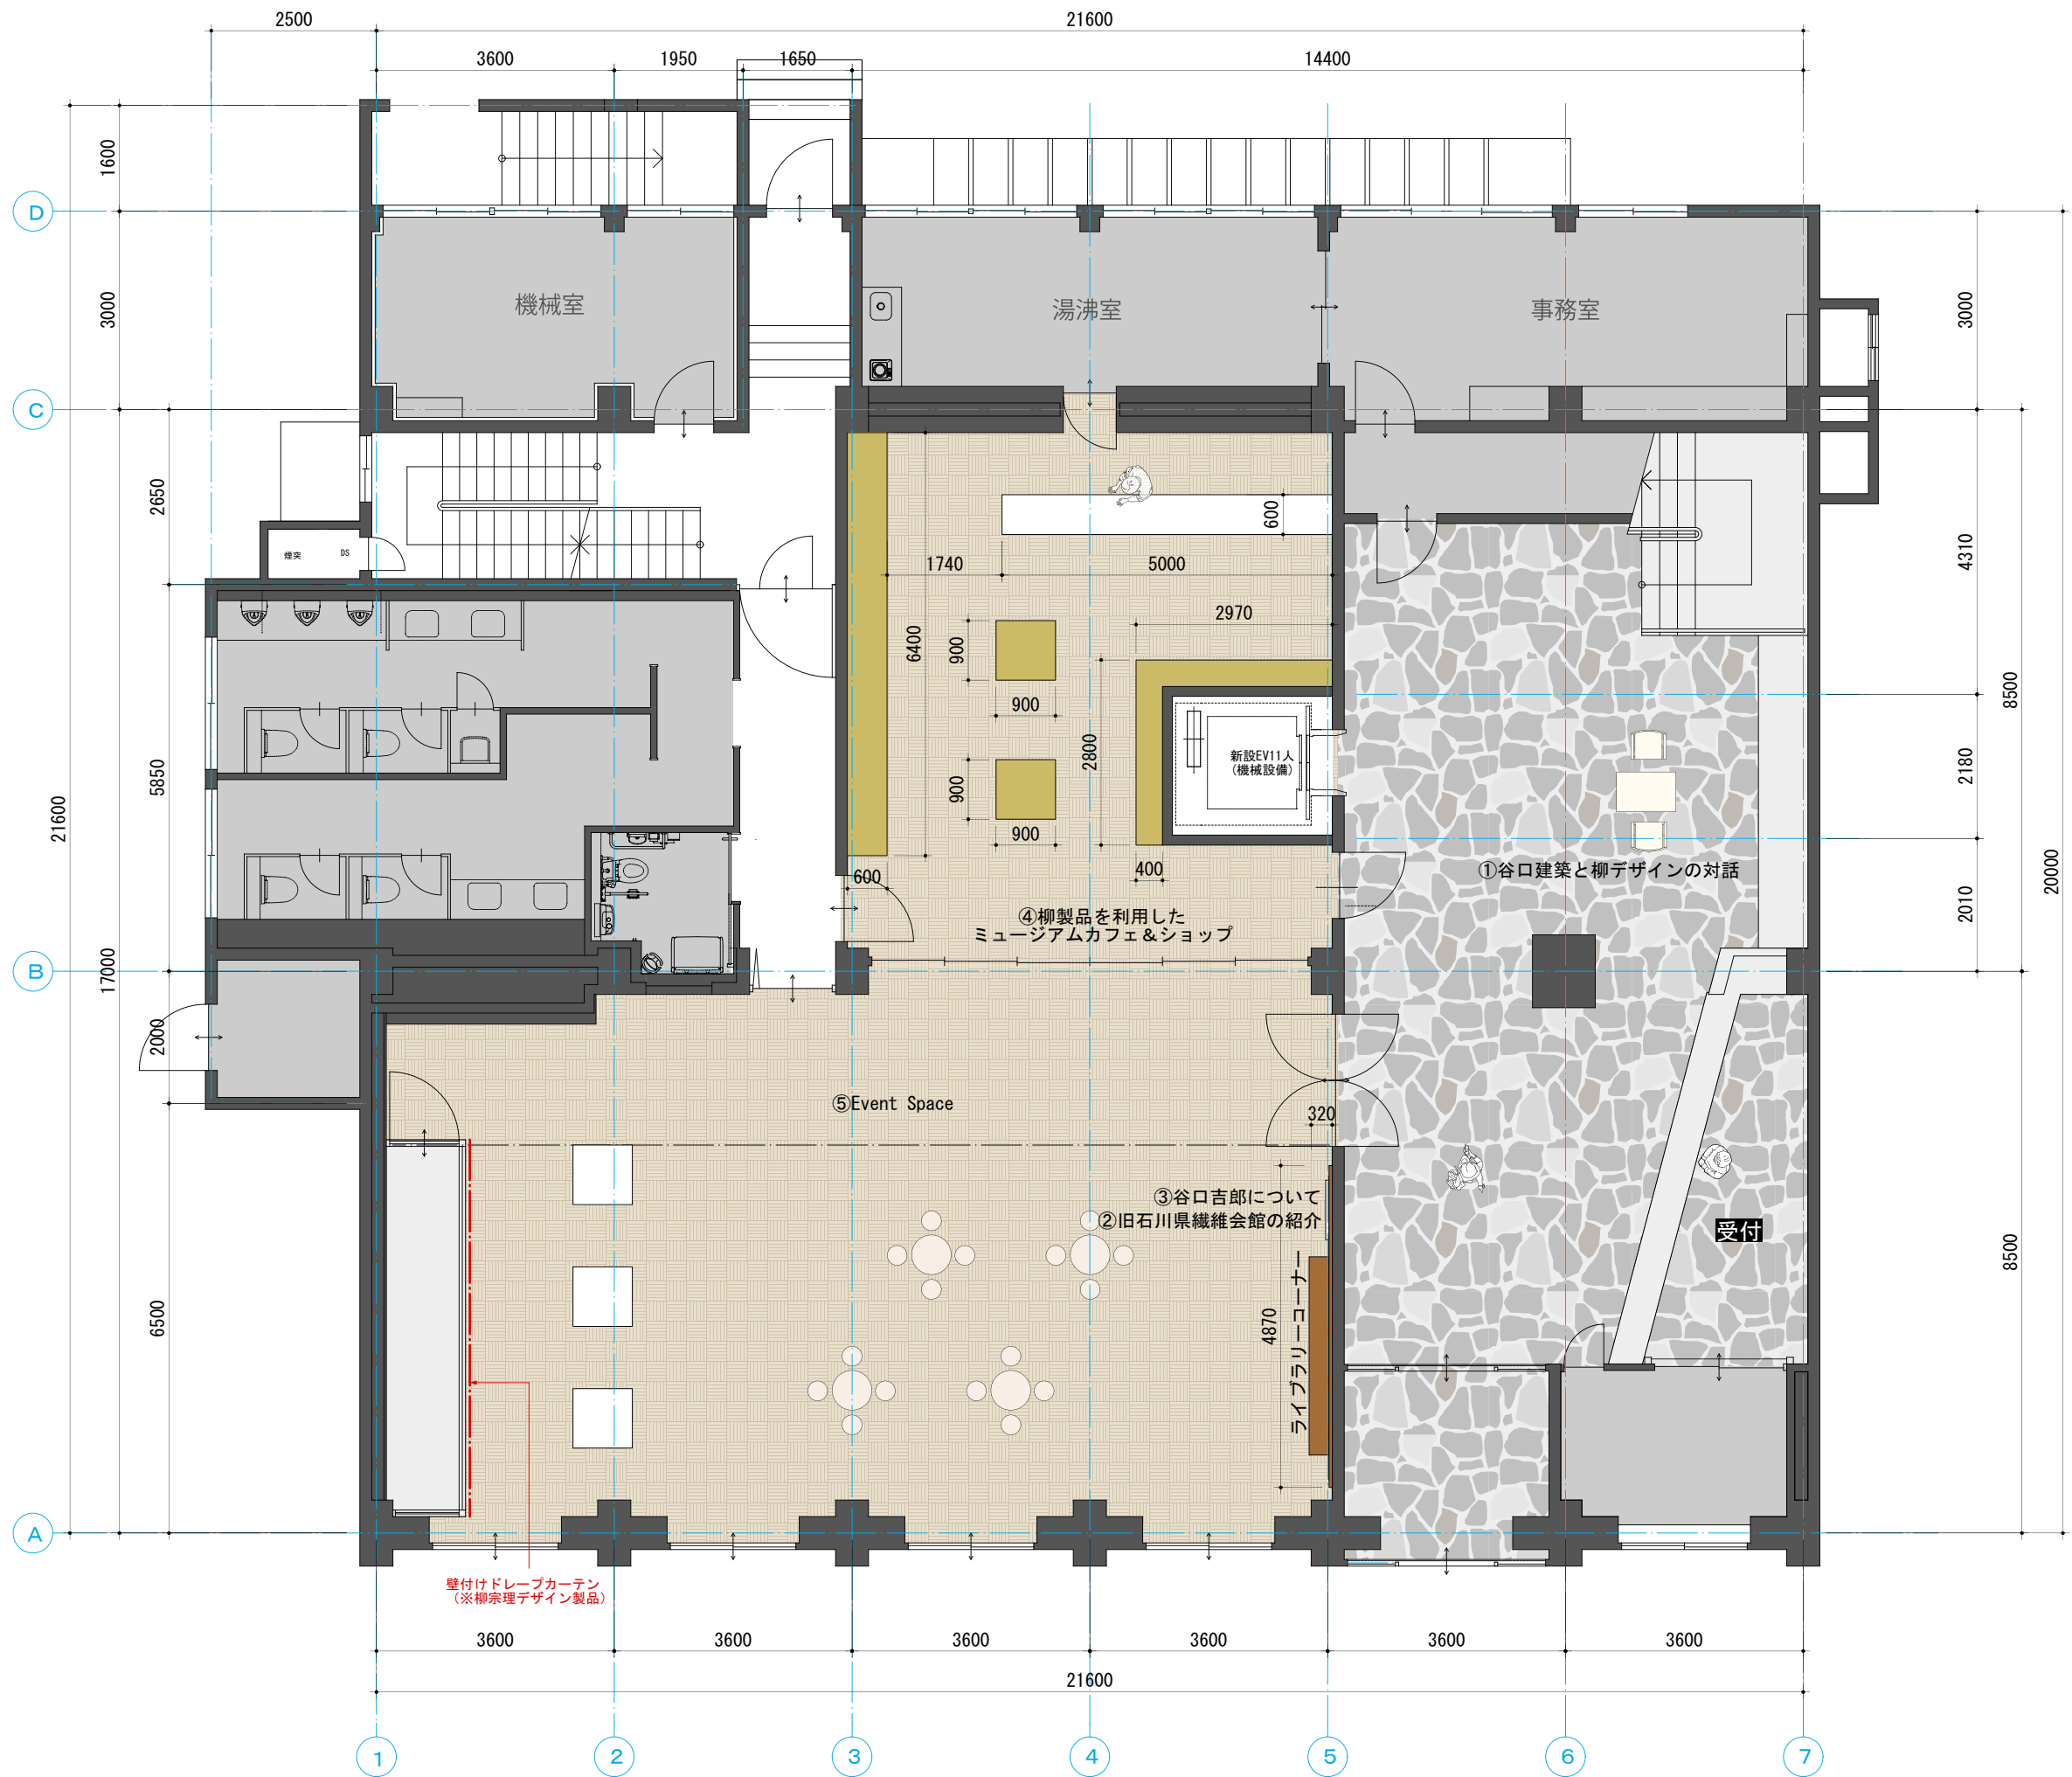 2500
21600
3600
1950
1650
14400
1600
D
3000
機械室
湯沸室
事務室
3000
C
2650
煙突
DS
600
1740
5000
4310
2970
6400
900
900
2800
新設EV11人
(機械設備)
900
900
400
600
5850
21600
8500
2180
①谷口建築と柳デザインの対話
20000
2010
④柳製品を利用した
ミュージアムカフェ＆ショップ
B
17000
2000
⑤Event Space
320
③谷口吉郎について
②旧石川県繊維会館の紹介
受付
8500
6500
4870
ライブラリーコーナー
A
壁付けドレープカーテン
(※柳宗理デザイン製品)
3600
3600
3600
3600
3600
3600
21600
1
2
3
4
5
6
7